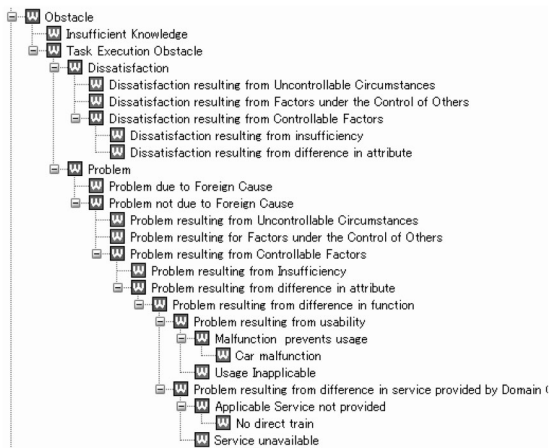 Obstacle
Insufficient Knowledge
Task Execution Obstacle
Dissatisfaction
Dissatisfaction resulting from Uncontrollable Circumstances
Dissatisfaction resulting from Factors under the Control of Others
Dissatisfaction resulting from Controllable Factors
Dissatisfaction resulting from insufficiency
Dissatisfaction resulting from difference in attribute
Problem
Problem due to Foreign Cause
Problem not due to Foreign Cause
Problem resulting from Uncontrollable Circumstances
Problem resulting for Factors under the Control of Others
Problem resulting from Controllable Factors
Problem resulting from Insufficiency
Problem resulting from difference in attribute
Problem resulting from difference in function
Problem resulting from usability
Malfunction prevents usage
Car malfunction
Usage Inapplicable
Problem resulting from difference in service provided by Domain
Applicable Service not provided
No direct train
Service unavailable